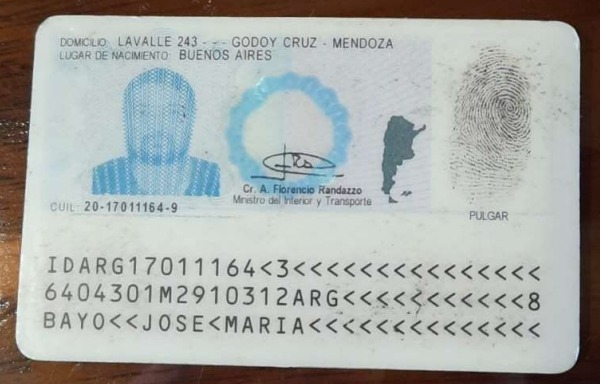 DOMICILIO: LAVALLE 243 - - - GODOY CRUZ - MENDOZA
LUGAR DE NACIMIENTO: BUENOS AIRES
Cr. A. Florencio Randazzo
Ministro del Interior y Transporte
CUIL: 20-17011164-9
PULGAR
IDARG17011164<3<<<<<<<<<<<<<<<
6404301M2910312ARG<<<<<<<<<<<8
BAYO<<JOSE<MARIA<<<<<<<<<<<<<<